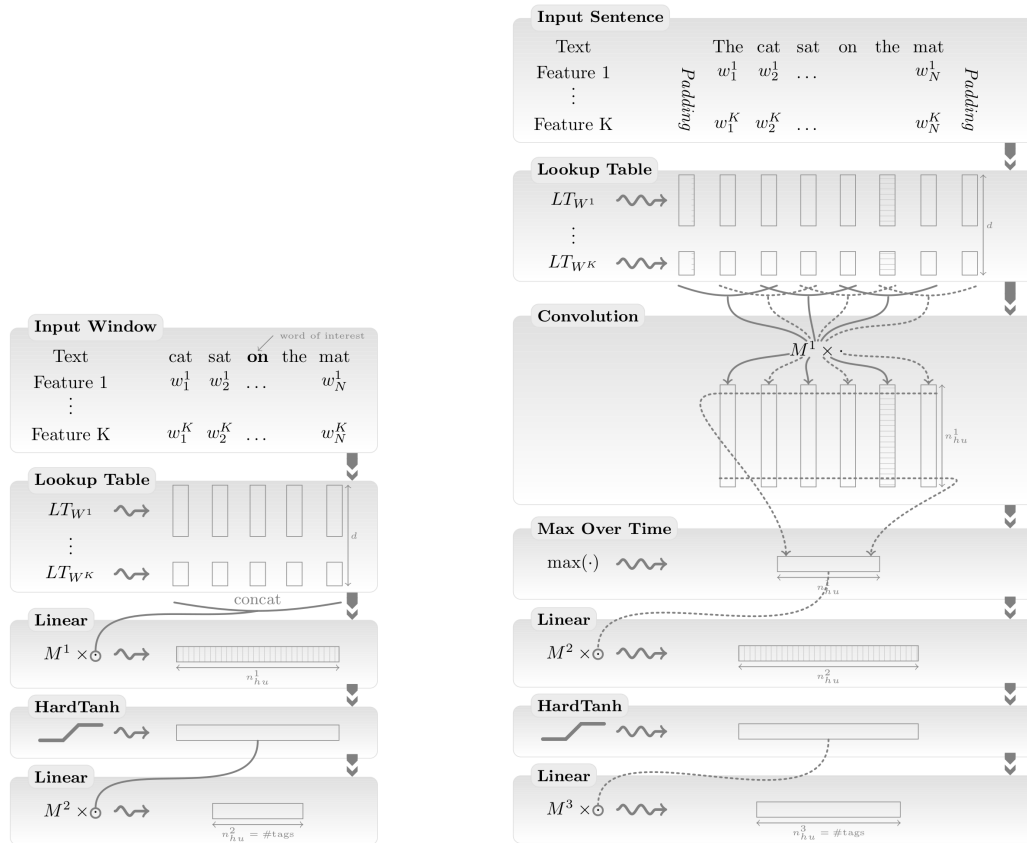 Input Window
word of interest
Text cat sat on the mat
Feature 1 w_1^1 w_2^1 … w_N^1
⋮
Feature K w_1^K w_2^K … w_N^K
Lookup Table
LT_{W^1}
⋮
d
LT_{W^K}
concat
Linear
M^1 × ⊙
n_{hu}^1
HardTanh
Linear
M^2 × ⊙
n_{hu}^2 = #tags
Input Sentence
Text The cat sat on the mat
Feature 1 w_1^1 w_2^1 … w_N^1
⋮
Padding Padding
Feature K w_1^K w_2^K … w_N^K
Lookup Table
LT_{W^1}
d
⋮
LT_{W^K}
Convolution
M^1 × ·
n_{hu}^1
Max Over Time
max(·)
n_{hu}^1
Linear
M^2 × ⊙
n_{hu}^2
HardTanh
Linear
M^3 × ⊙
n_{hu}^3 = #tags